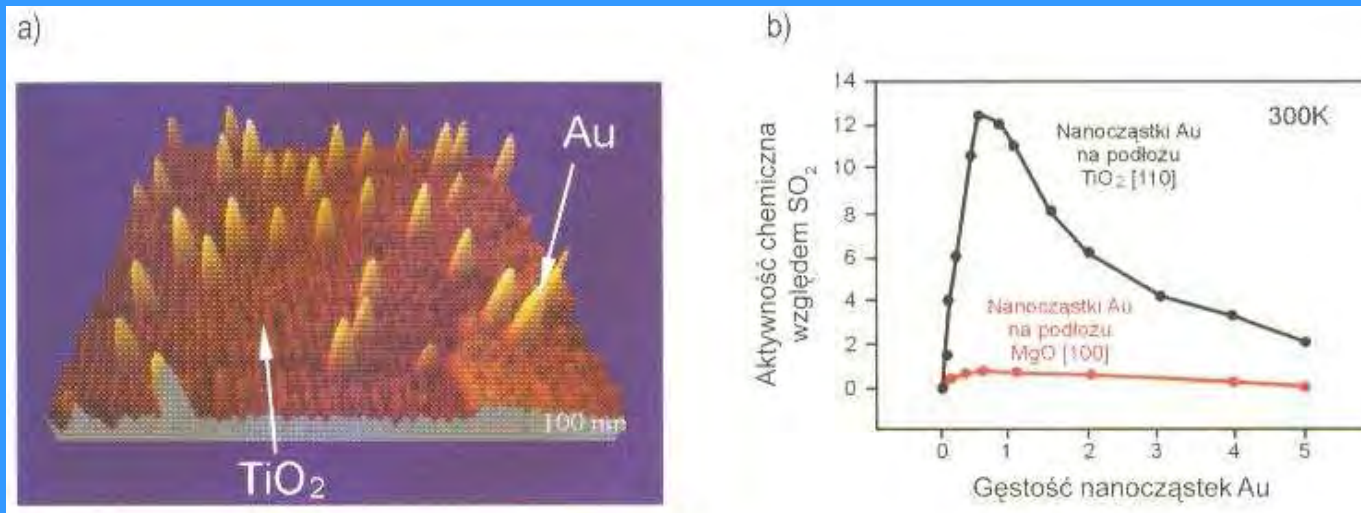 a)
Au
TiO₂
100 nm
b)
Aktywność chemiczna
względem SO₂
14
12
10
8
6
4
2
0
300K
Nanocząstki Au
na podłożu
TiO₂ [110]
Nanocząstki Au
na podłożu
MgO [100]
0 1 2 3 4 5
Gęstość nanocząstek Au